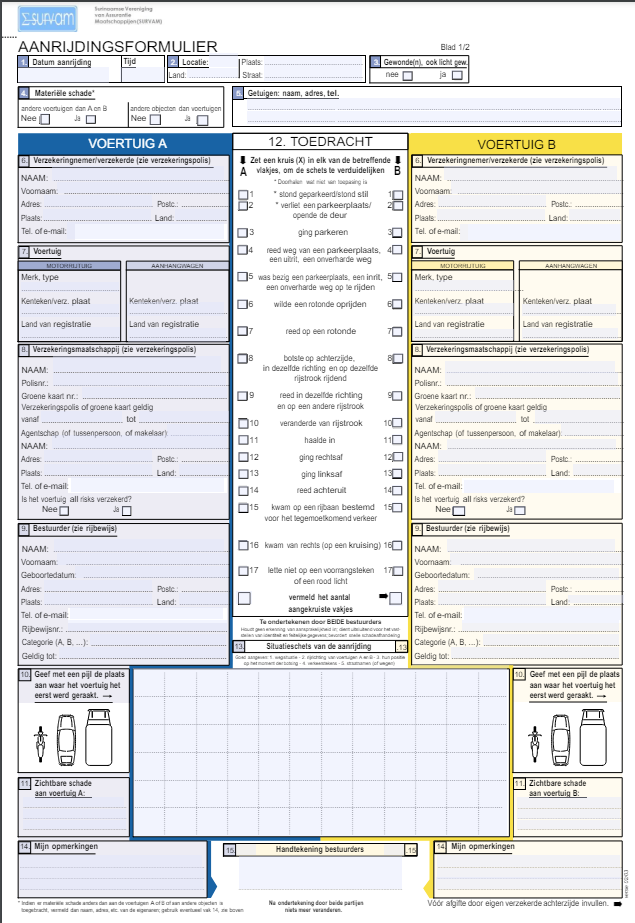 SURVAM
Surinaamse Vereniging
van Assurantie
Maatschappijen(SURVAM)
AANRIJDINGSFORMULIER
Blad 1/2
1. Datum aanrijding Tijd
2. Locatie: Plaats:
Land: Straat:
3. Gewonde(n), ook licht gew.
nee ja
4. Materiële schade*
andere voertuigen dan A en B andere objecten dan voertuigen
Nee Ja Nee Ja
5. Getuigen: naam, adres, tel.
VOERTUIG A
6. Verzekeringnemer/verzekerde (zie verzekeringspolis)
NAAM:
Voornaam:
Adres: Postc.:
Plaats: Land:
Tel. of e-mail:
7. Voertuig
MOTORRIJTUIG AANHANGWAGEN
Merk, type
Kenteken/verz. plaat Kenteken/verz. plaat
Land van registratie Land van registratie
8. Verzekeringsmaatschappij (zie verzekeringspolis)
NAAM:
Polisnr.:
Groene kaart nr.:
Verzekeringspolis of groene kaart geldig
vanaf tot
Agentschap (of tussenpersoon, of makelaar)
NAAM:
Adres: Postc.:
Plaats: Land:
Tel. of e-mail:
Is het voertuig all risks verzekerd?
Nee Ja
9. Bestuurder (zie rijbewijs)
NAAM:
Voornaam:
Geboortedatum:
Adres: Postc.:
Plaats: Land:
Tel. of e-mail:
Rijbewijsnr.:
Categorie (A, B, ...):
Geldig tot:
12. TOEDRACHT
A Zet een kruis (X) in elk van de betreffende B
vlakjes, om de schets te verduidelijken
* Doorhalen wat niet van toepassing is
1 * stond geparkeerd/stond stil 1
2 * verliet een parkeerplaats/ 2
opende de deur
3 ging parkeren 3
4 reed weg van een parkeerplaats, 4
een uitrit, een onverharde weg
5 was bezig een parkeerplaats, een inrit, 5
een onverharde weg op te rijden
6 wilde een rotonde oprijden 6
7 reed op een rotonde 7
8 botste op achterzijde, 8
in dezelfde richting en op dezelfde
rijstrook rijdend
9 reed in dezelfde richting 9
en op een andere rijstrook
10 veranderde van rijstrook 10
11 haalde in 11
12 ging rechtsaf 12
13 ging linksaf 13
14 reed achteruit 14
15 kwam op een rijbaan bestemd 15
voor het tegemoetkomend verkeer
16 kwam van rechts (op een kruising) 16
17 lette niet op een voorrangsteken 17
of een rood licht
vermeld het aantal
aangekruiste vakjes
Te ondertekenen door BEIDE bestuurders
13. Situatieschets van de aanrijding .13
VOERTUIG B
6. Verzekeringnemer/verzekerde (zie verzekeringspolis)
NAAM:
Voornaam:
Adres: Postc.:
Plaats: Land:
Tel. of e-mail:
7. Voertuig
MOTORRIJTUIG AANHANGWAGEN
Merk, type
Kenteken/verz. plaat Kenteken/verz. plaat
Land van registratie Land van registratie
8. Verzekeringsmaatschappij (zie verzekeringspolis)
NAAM:
Polisnr.:
Groene kaart nr.:
Verzekeringspolis of groene kaart geldig
vanaf tot
Agentschap (of tussenpersoon, of makelaar)
NAAM:
Adres: Postc.:
Plaats: Land:
Tel. of e-mail:
Is het voertuig all risks verzekerd?
Nee Ja
9. Bestuurder (zie rijbewijs)
NAAM:
Voornaam:
Geboortedatum:
Adres: Postc.:
Plaats: Land:
Tel. of e-mail:
Rijbewijsnr.:
Categorie (A, B, ...):
Geldig tot:
10. Geef met een pijl de plaats
aan waar het voertuig het
eerst werd geraakt.
10. Geef met een pijl de plaats
aan waar het voertuig het
eerst werd geraakt.
11. Zichtbare schade
aan voertuig A:
11. Zichtbare schade
aan voertuig B:
14. Mijn opmerkingen
15. Handtekening bestuurders .15
14. Mijn opmerkingen
* Indien er materiële schade anders dan aan de voertuigen A of B of aan andere objecten is
toegebracht, vermeld dan naam, adres, etc. van de eigenaren; gebruik eventueel vak 14, zie boven
Na ondertekening door beide partijen
niets meer veranderen.
Vóór afgifte door eigen verzekerde achterzijde invullen.